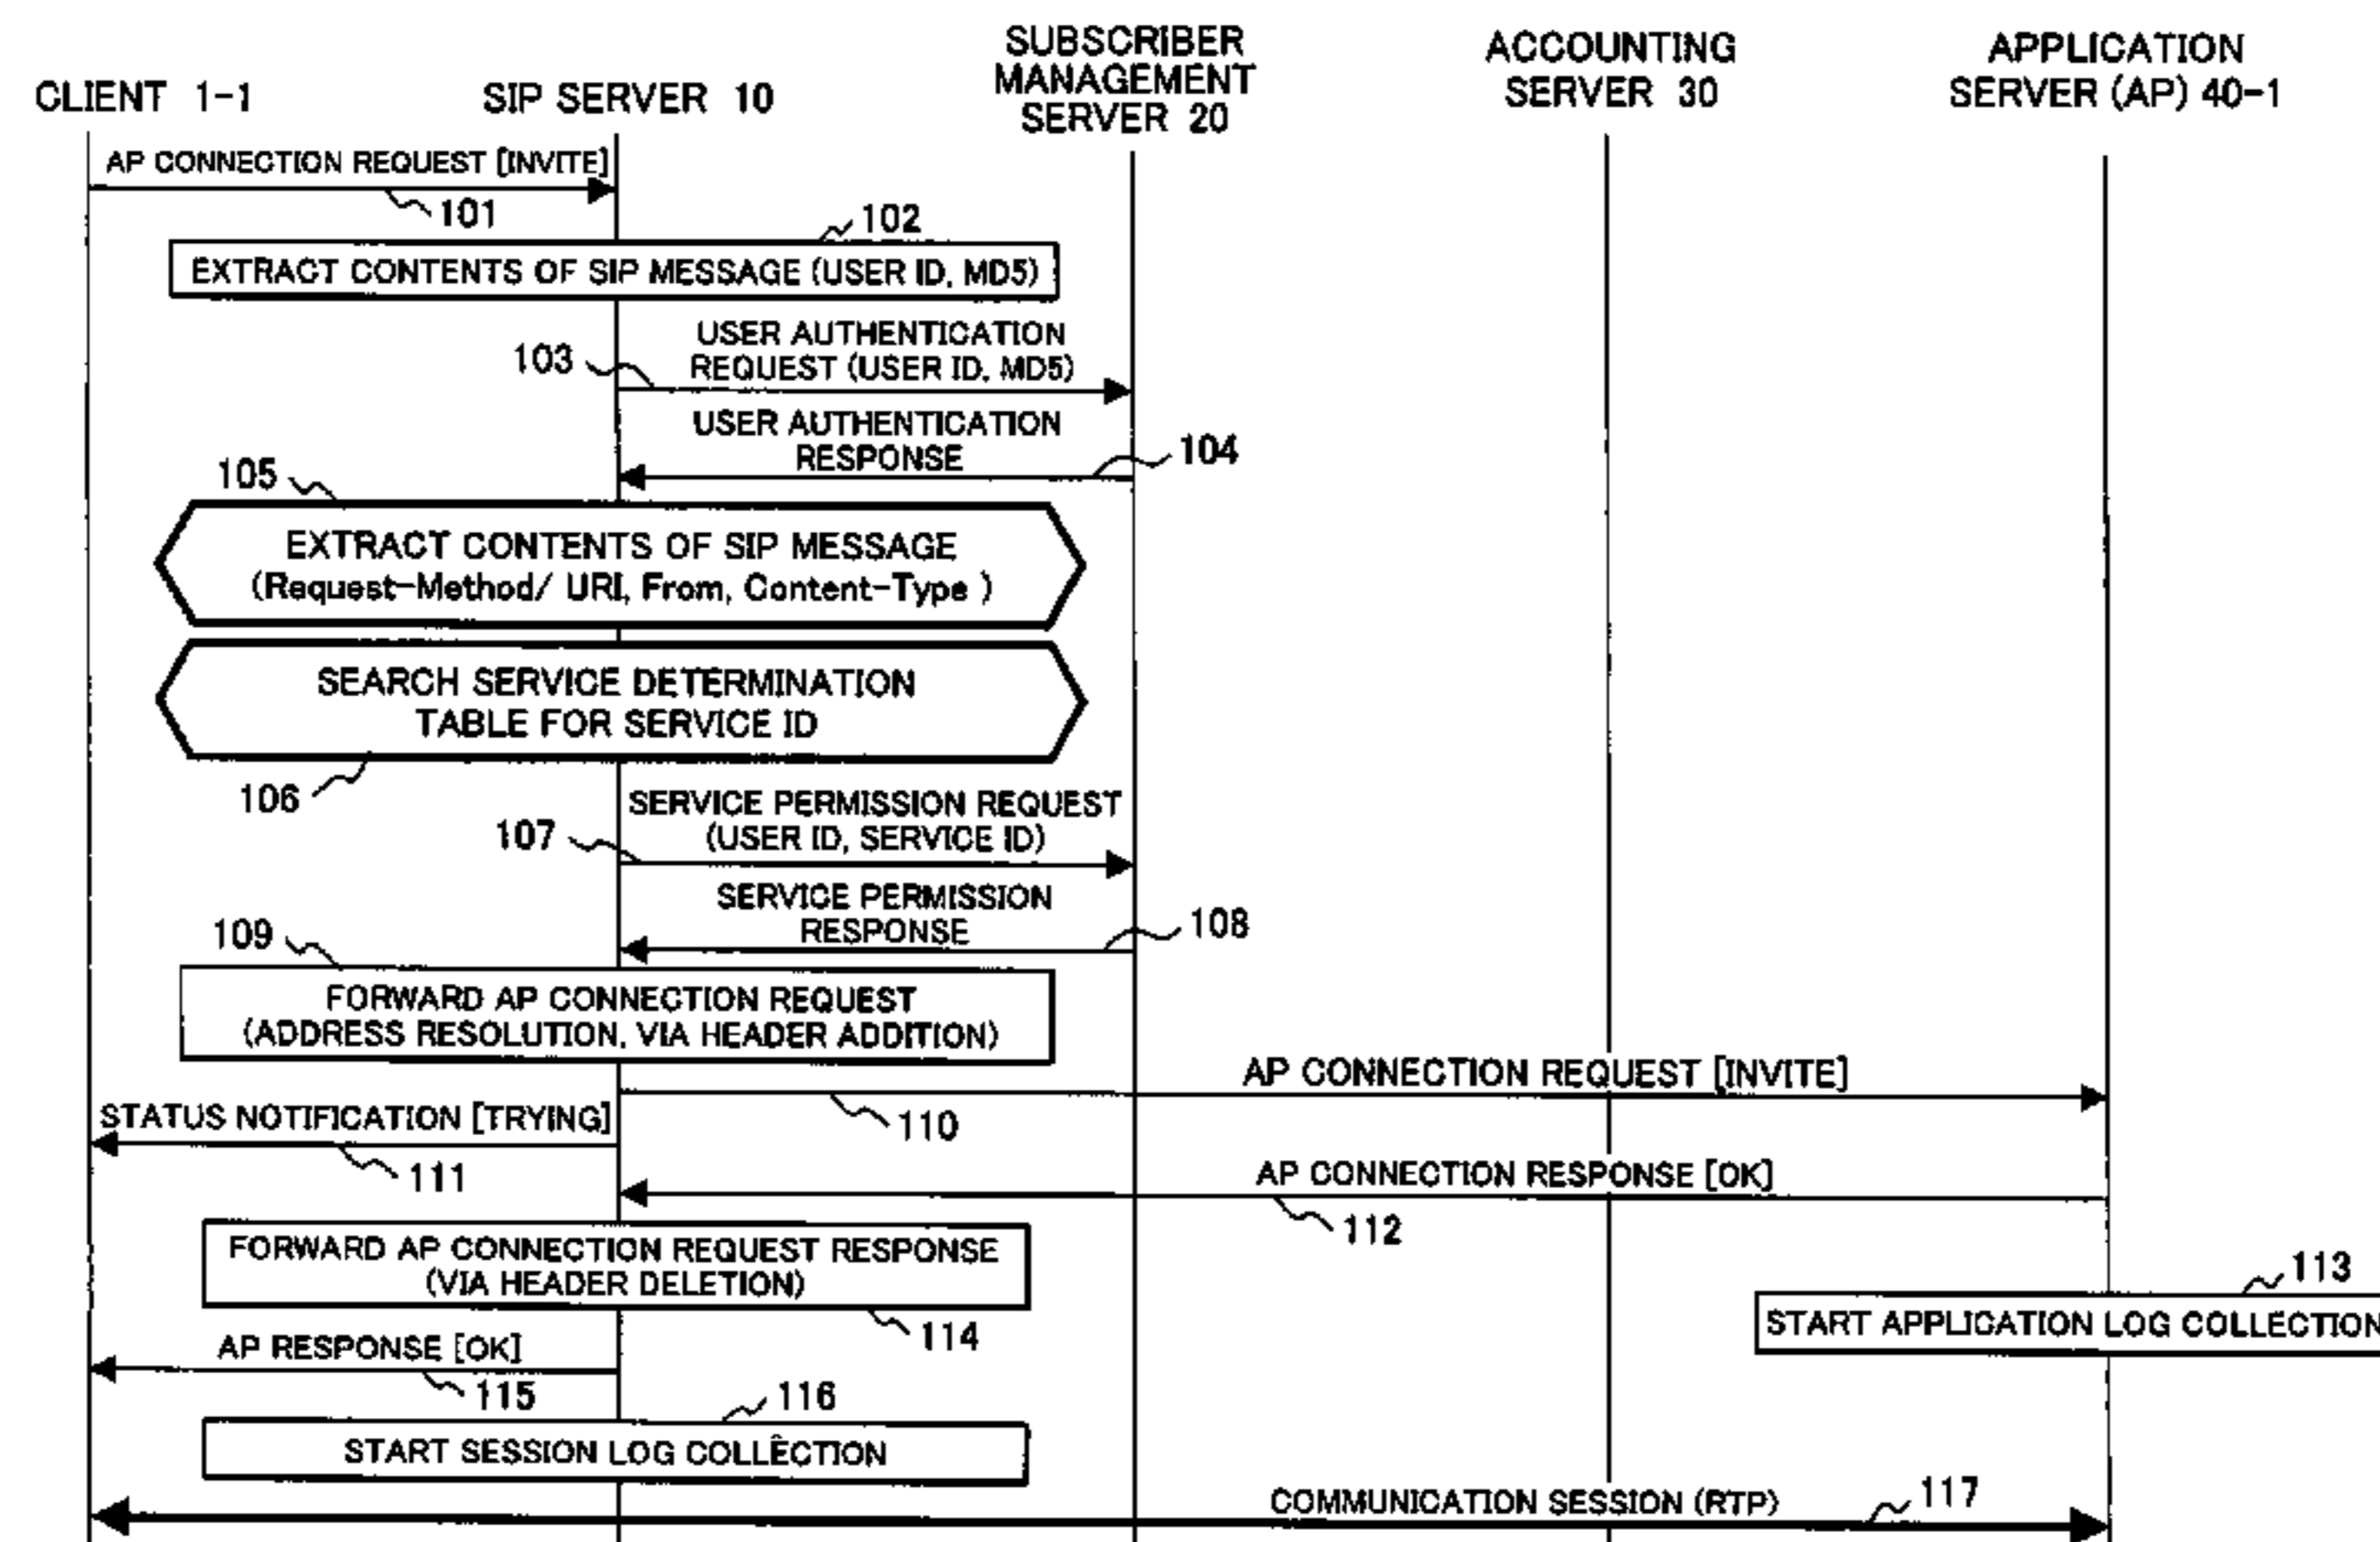 CLIENT 1-1
SIP SERVER 10
SUBSCRIBER
MANAGEMENT
SERVER 20
ACCOUNTING
SERVER 30
APPLICATION
SERVER (AP) 40-1
AP CONNECTION REQUEST [INVITE]
101
102
EXTRACT CONTENTS OF SIP MESSAGE (USER ID, MD5)
USER AUTHENTICATION
REQUEST (USER ID, MD5)
103
USER AUTHENTICATION
RESPONSE
104
105
EXTRACT CONTENTS OF SIP MESSAGE
(Request-Method/ URI, From, Content-Type )
SEARCH SERVICE DETERMINATION
TABLE FOR SERVICE ID
106
SERVICE PERMISSION REQUEST
(USER ID, SERVICE ID)
107
SERVICE PERMISSION
RESPONSE
108
109
FORWARD AP CONNECTION REQUEST
(ADDRESS RESOLUTION, VIA HEADER ADDITION)
AP CONNECTION REQUEST [INVITE]
110
STATUS NOTIFICATION [TRYING]
111
AP CONNECTION RESPONSE [OK]
112
FORWARD AP CONNECTION REQUEST RESPONSE
(VIA HEADER DELETION)
113
START APPLICATION LOG COLLECTION
114
AP RESPONSE [OK]
115
116
START SESSION LOG COLLECTION
COMMUNICATION SESSION (RTP)
117